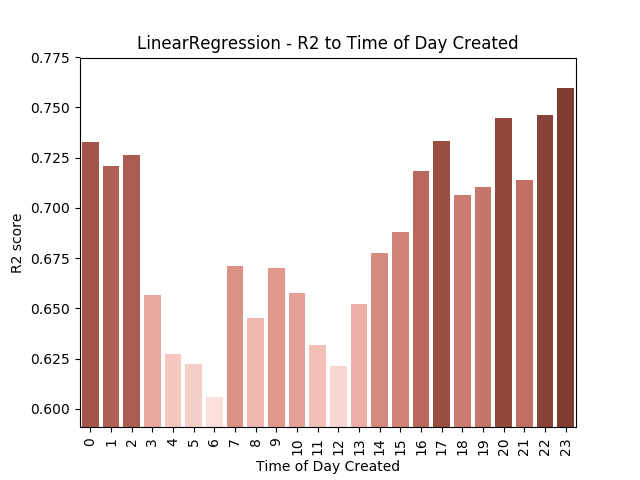 LinearRegression - R2 to Time of Day Created
0.775
0.750
0.725
0.700
0.675
0.650
0.625
0.600
R2 score
0 1 2 3 4 5 6 7 8 9 10 11 12 13 14 15 16 17 18 19 20 21 22 23
Time of Day Created